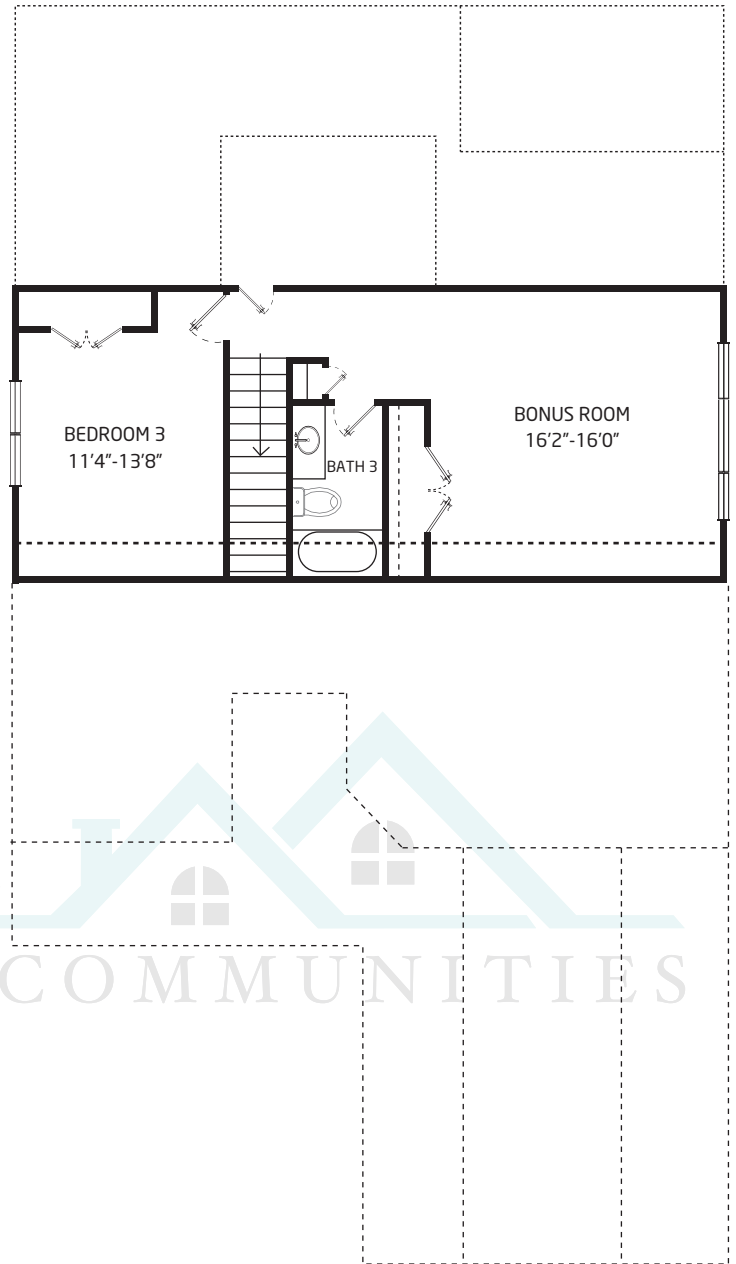 BEDROOM 3
11'4"-13'8"
BATH 3
BONUS ROOM
16'2"-16'0"
COMMUNITIES